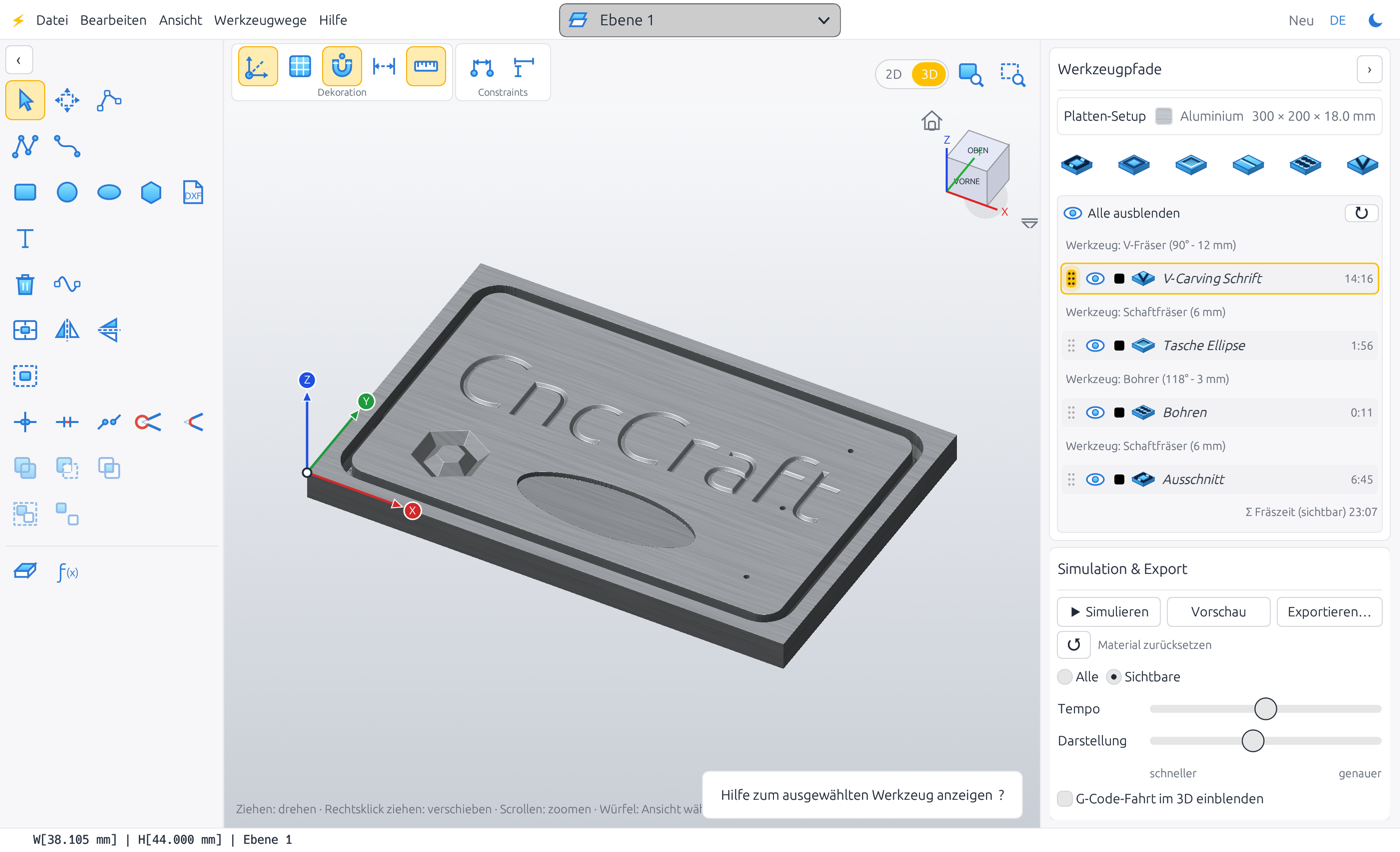 Datei Bearbeiten Ansicht Werkzeugwege Hilfe
Ebene 1
Neu DE
Dekoration
Constraints
2D 3D
DXF
T
f(x)
Z
OBEN
Y
VORNE
X
Z
Y
X
CncCraft
Ziehen: drehen · Rechtsklick ziehen: verschieben · Scrollen: zoomen · Würfel: Ansicht
Hilfe zum ausgewählten Werkzeug anzeigen ?
Werkzeugpfade
Platten-Setup Aluminium 300 × 200 × 18.0 mm
Alle ausblenden
Werkzeug: V-Fräser (90° - 12 mm)
V-Carving Schrift 14:16
Werkzeug: Schaftfräser (6 mm)
Tasche Ellipse 1:56
Werkzeug: Bohrer (118° - 3 mm)
Bohren 0:11
Werkzeug: Schaftfräser (6 mm)
Ausschnitt 6:45
Σ Fräszeit (sichtbar) 23:07
Simulation & Export
Simulieren Vorschau Exportieren…
Material zurücksetzen
Alle Sichtbare
Tempo
Darstellung
schneller genauer
G-Code-Fahrt im 3D einblenden
W[38.105 mm] | H[44.000 mm] | Ebene 1